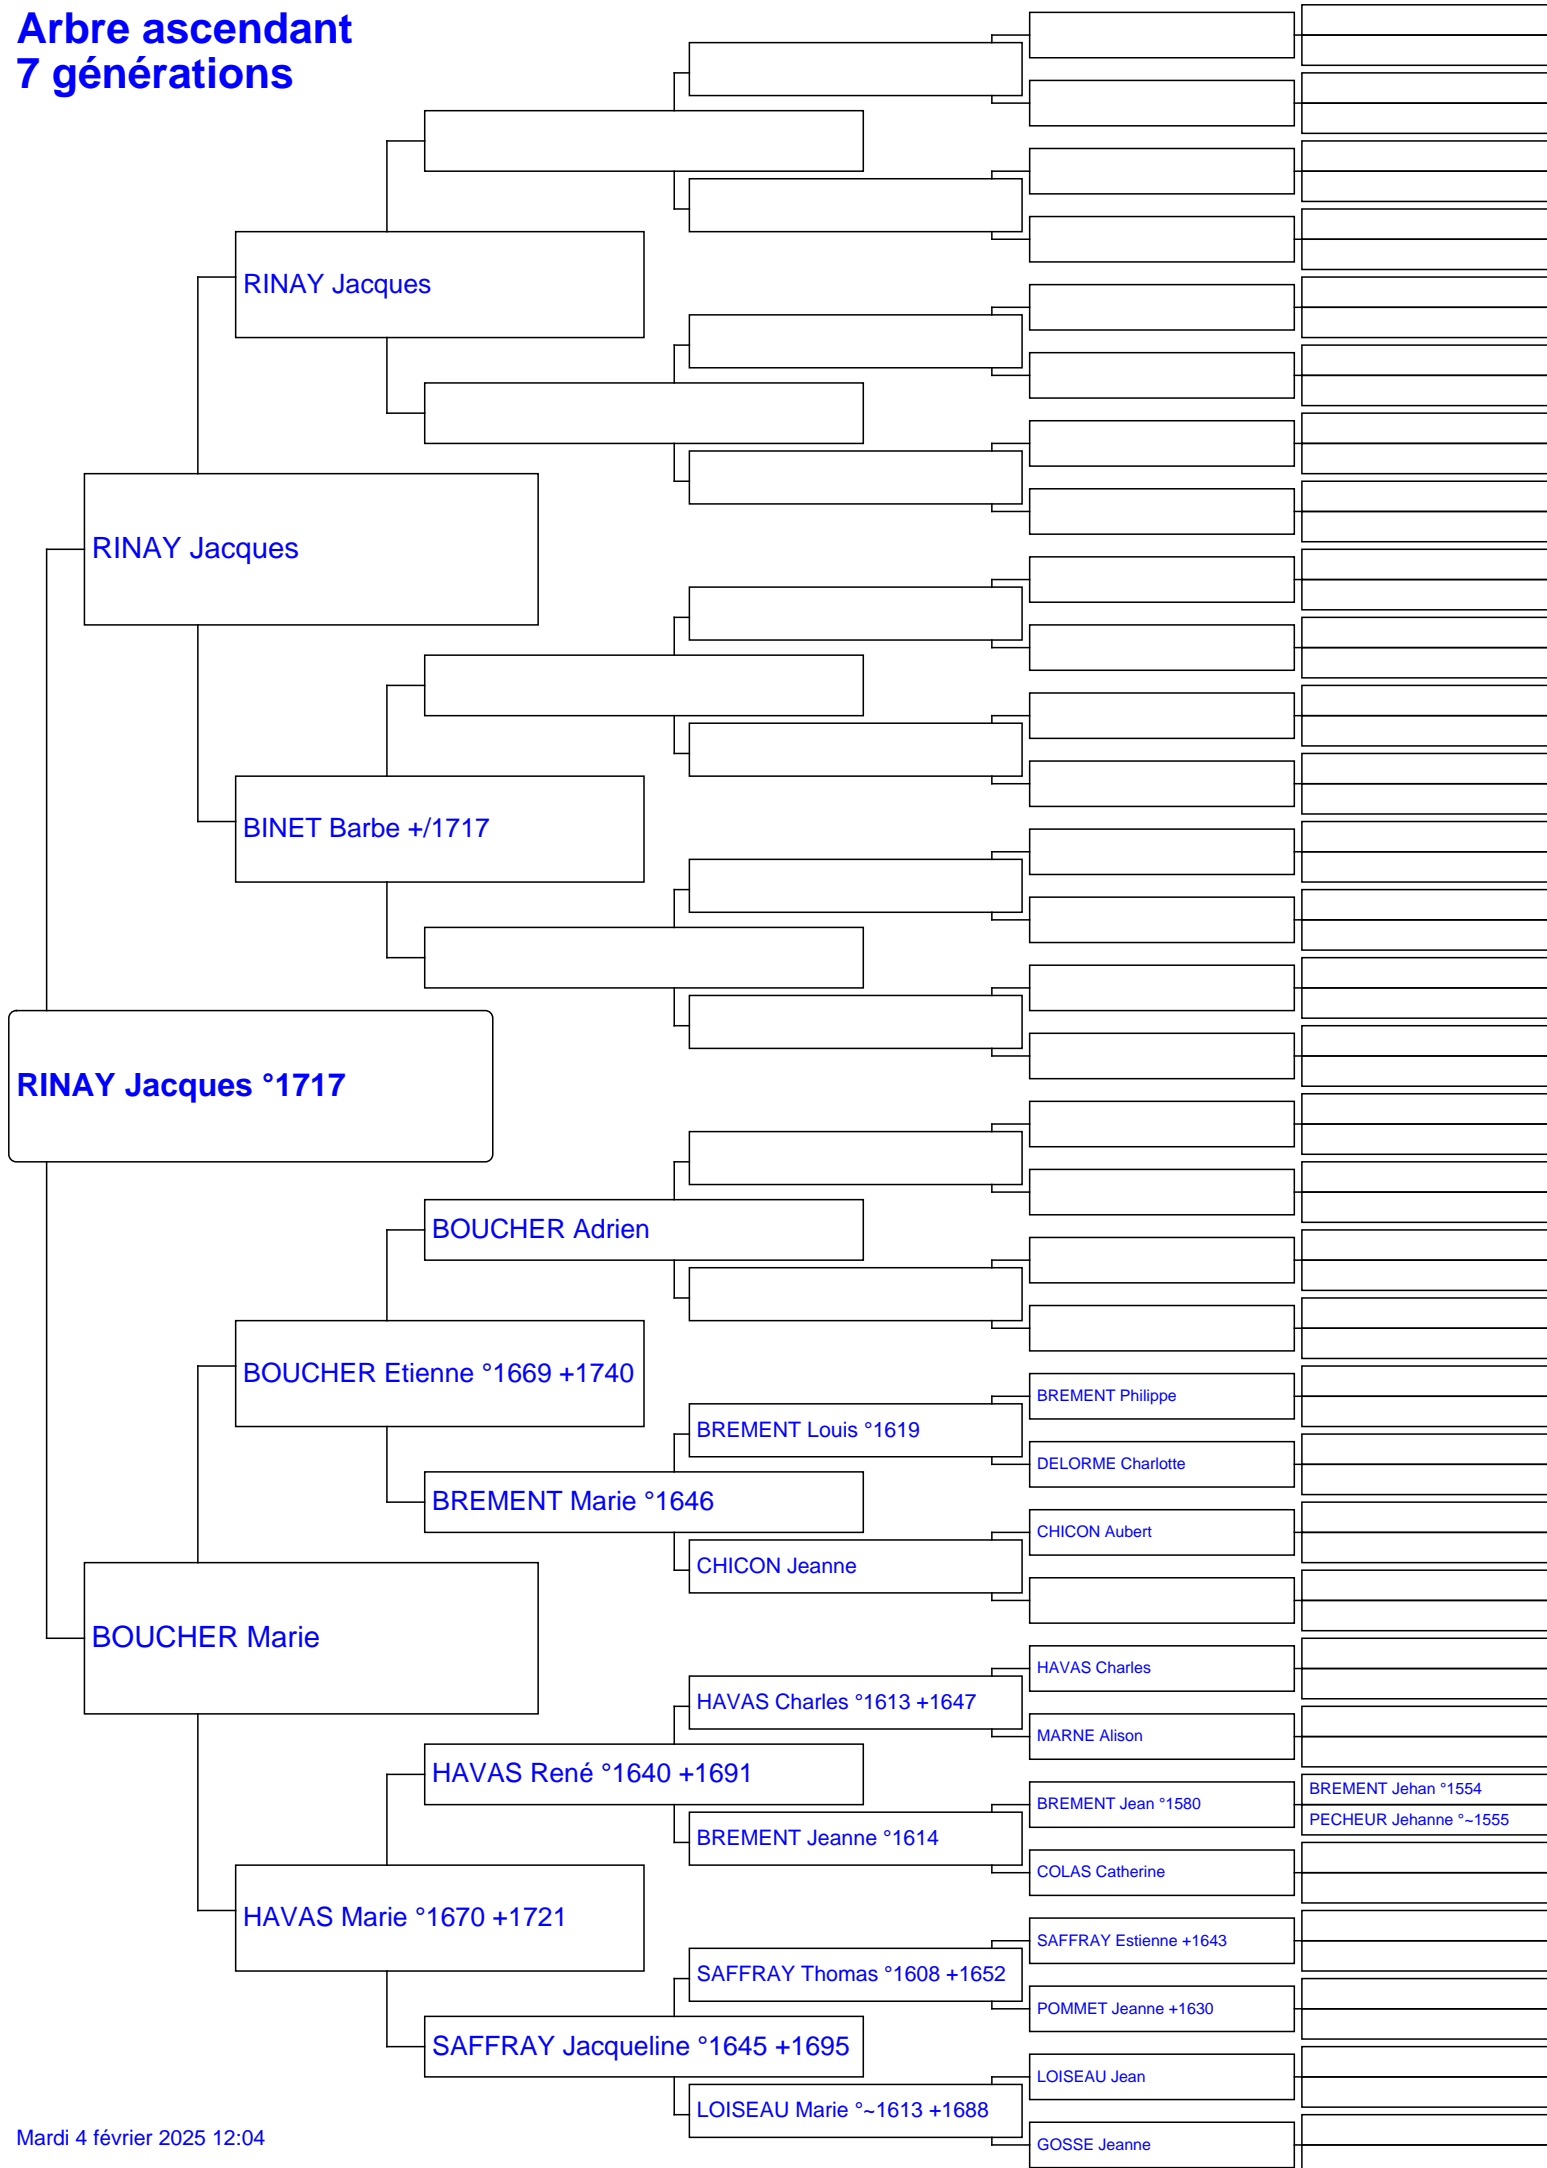 Arbre ascendant
7 générations
RINAY Jacques
RINAY Jacques
BINET Barbe +/1717
RINAY Jacques °1717
BOUCHER Adrien
BOUCHER Etienne °1669 +1740
BREMENT Philippe
BREMENT Louis °1619
DELORME Charlotte
BREMENT Marie °1646
CHICON Aubert
CHICON Jeanne
BOUCHER Marie
HAVAS Charles
HAVAS Charles °1613 +1647
MARNE Alison
HAVAS René °1640 +1691
BREMENT Jehan °1554
BREMENT Jean °1580
PECHEUR Jehanne °~1555
BREMENT Jeanne °1614
COLAS Catherine
HAVAS Marie °1670 +1721
SAFFRAY Estienne +1643
SAFFRAY Thomas °1608 +1652
POMMET Jeanne +1630
SAFFRAY Jacqueline °1645 +1695
LOISEAU Jean
LOISEAU Marie °~1613 +1688
GOSSE Jeanne
Mardi 4 février 2025 12:04